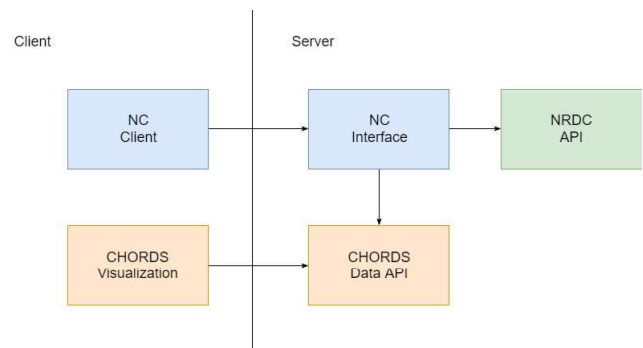 Client
Server
NC
Client
NC
Interface
NRDC
API
CHORDS
Visualization
CHORDS
Data API